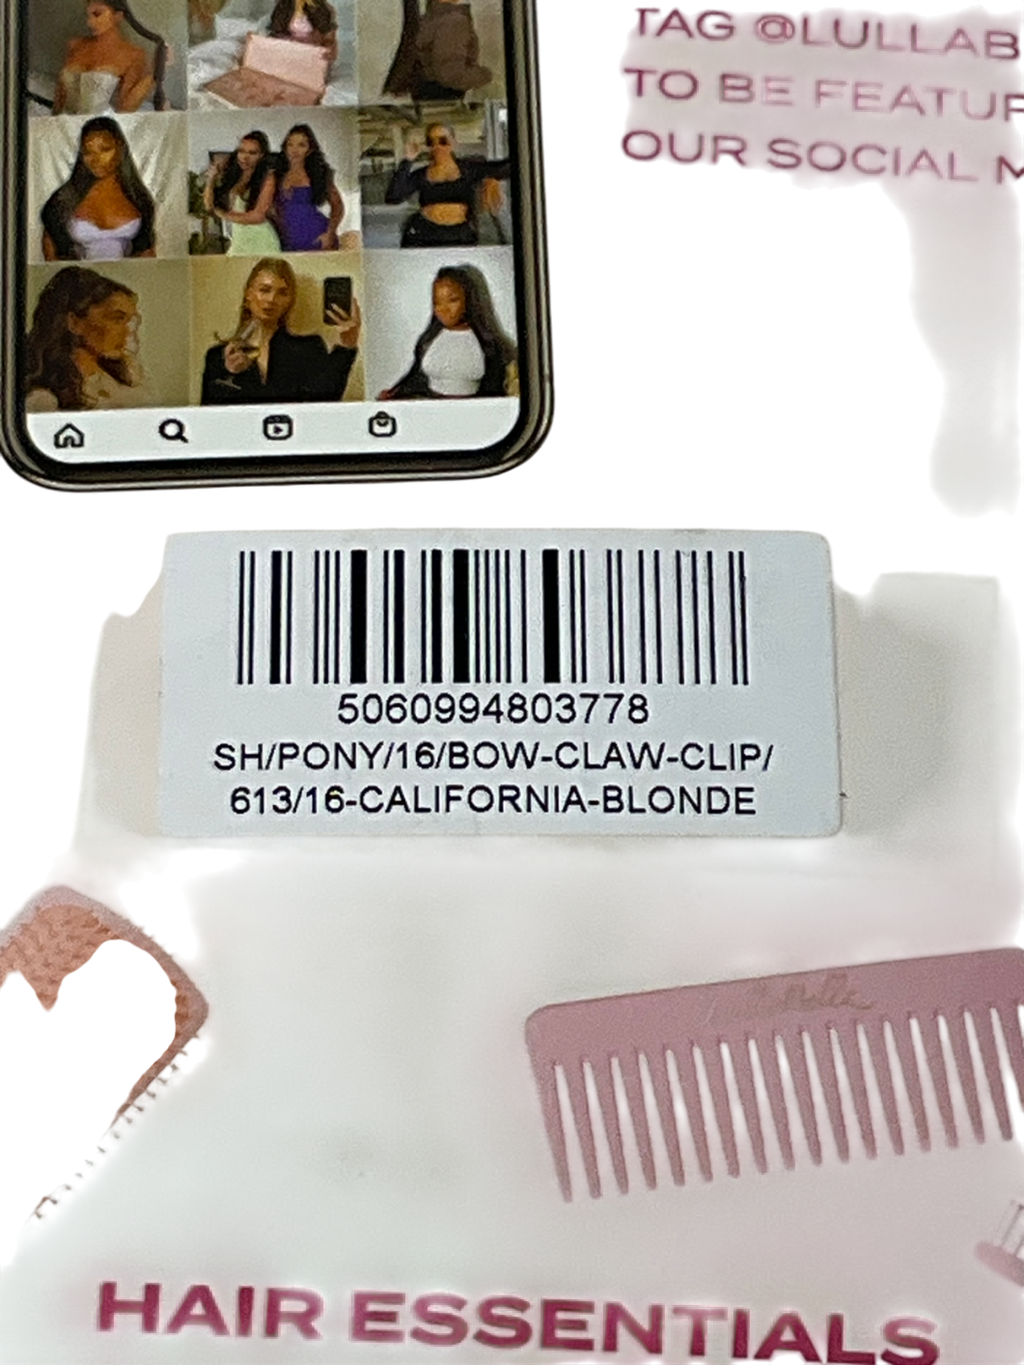 TAG @LULLAB
TO BE FEATUR
OUR SOCIAL M
5060994803778
SH/PONY/16/BOW-CLAW-CLIP/
613/16-CALIFORNIA-BLONDE
HAIR ESSENTIALS